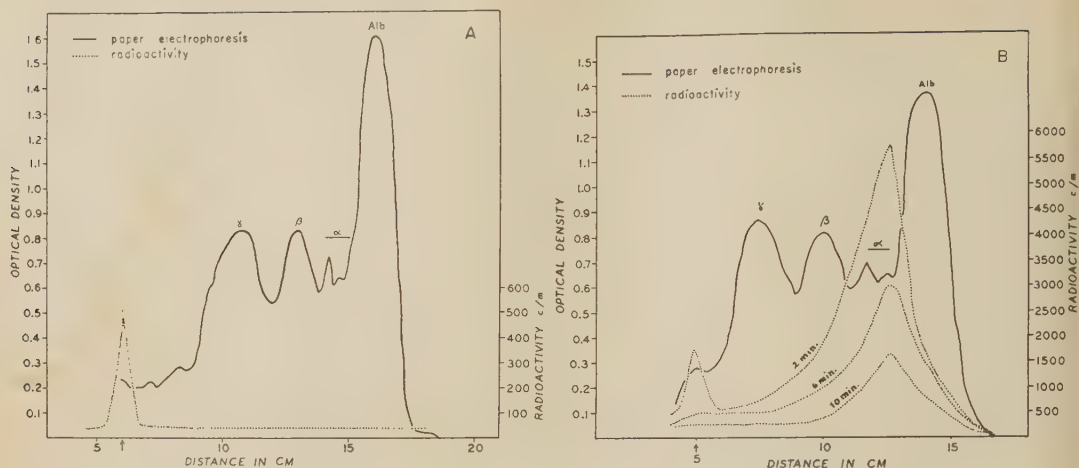 A
Alb
paper electrophoresis
radioactivity
1.6
1.5
1.4
1.3
1.2
1.1
1.0
0.9
0.8
0.7
0.6
0.5
0.4
0.3
0.2
0.1
OPTICAL DENSITY
γ
β
α
600
500
400
300
200
100
RADIOACTIVITY c/m
5
10
15
20
↑
DISTANCE IN CM
B
Alb
paper electrophoresis
radioactivity
1.5
1.4
1.3
1.2
1.1
1.0
0.9
0.8
0.7
0.6
0.5
0.4
0.3
0.2
0.1
OPTICAL DENSITY
γ
β
α
2 min.
6 min.
10 min.
6000
5500
5000
4500
4000
3500
3000
2500
2000
1500
1000
500
RADIOACTIVITY c/m
↑
5
10
15
DISTANCE IN CM